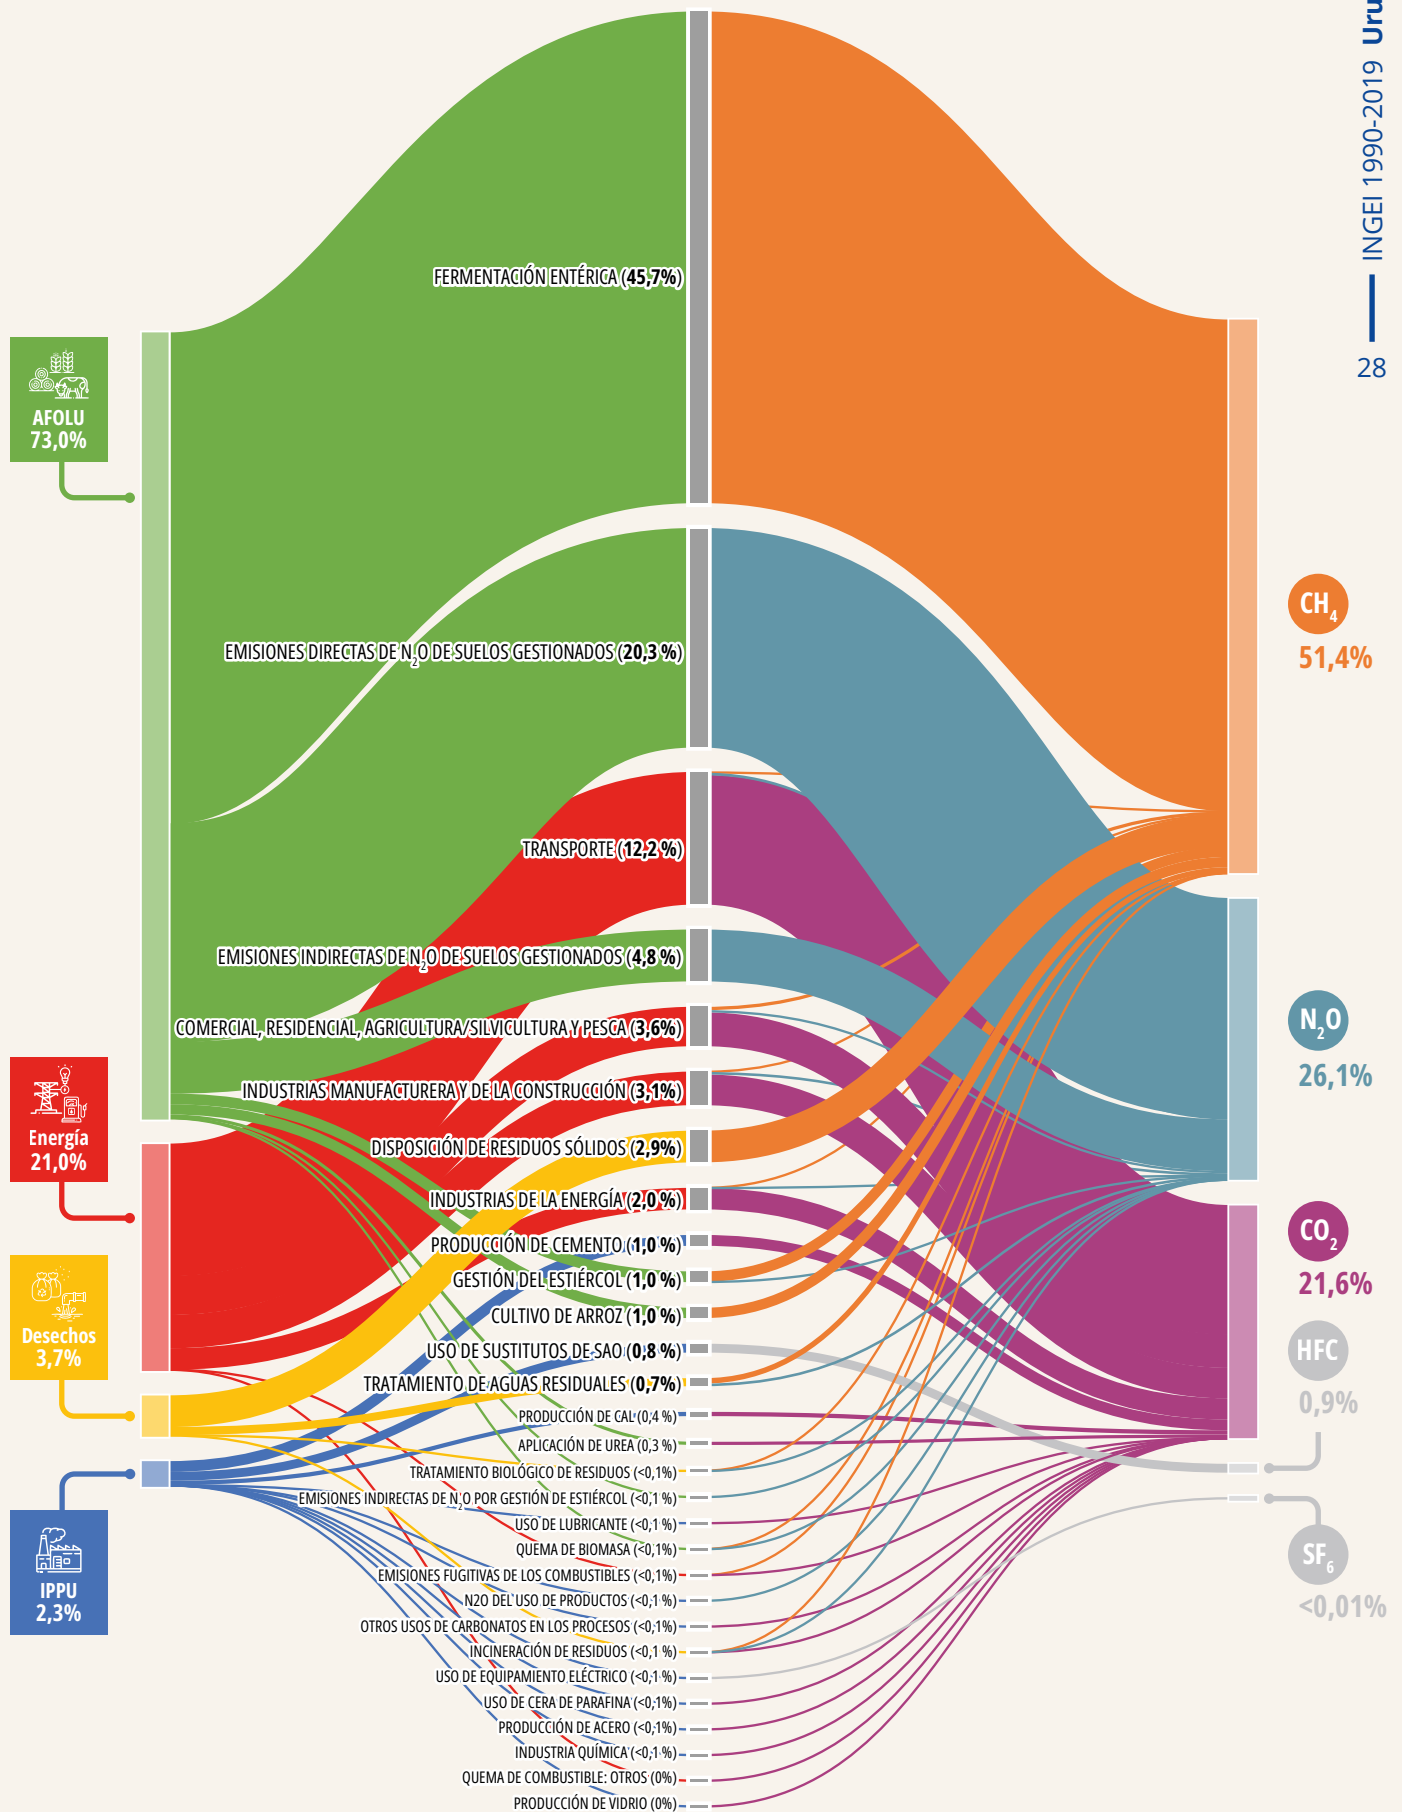 INGEI 1990-2019 Uru
28
AFOLU
73,0%
Energía
21,0%
Desechos
3,7%
IPPU
2,3%
FERMENTACIÓN ENTÉRICA (45,7%)
EMISIONES DIRECTAS DE N2O DE SUELOS GESTIONADOS (20,3 %)
TRANSPORTE (12,2 %)
EMISIONES INDIRECTAS DE N2O DE SUELOS GESTIONADOS (4,8 %)
COMERCIAL, RESIDENCIAL, AGRICULTURA/SILVICULTURA Y PESCA (3,6%)
INDUSTRIAS MANUFACTURERA Y DE LA CONSTRUCCIÓN (3,1%)
DISPOSICIÓN DE RESIDUOS SÓLIDOS (2,9%)
INDUSTRIAS DE LA ENERGÍA (2,0 %)
PRODUCCIÓN DE CEMENTO (1,0 %)
GESTIÓN DEL ESTIÉRCOL (1,0 %)
CULTIVO DE ARROZ (1,0 %)
USO DE SUSTITUTOS DE SAO (0,8 %)
TRATAMIENTO DE AGUAS RESIDUALES (0,7%)
PRODUCCIÓN DE CAL (0,4 %)
APLICACIÓN DE UREA (0,3 %)
TRATAMIENTO BIOLÓGICO DE RESIDUOS (<0,1%)
EMISIONES INDIRECTAS DE N2O POR GESTIÓN DE ESTIÉRCOL (<0,1 %)
USO DE LUBRICANTE (<0,1 %)
QUEMA DE BIOMASA (<0,1%)
EMISIONES FUGITIVAS DE LOS COMBUSTIBLES (<0,1%)
N2O DEL USO DE PRODUCTOS (<0,1 %)
OTROS USOS DE CARBONATOS EN LOS PROCESOS (<0,1%)
INCINERACIÓN DE RESIDUOS (<0,1 %)
USO DE EQUIPAMIENTO ELÉCTRICO (<0,1 %)
USO DE CERA DE PARAFINA (<0,1%)
PRODUCCIÓN DE ACERO (<0,1%)
INDUSTRIA QUÍMICA (<0,1 %)
QUEMA DE COMBUSTIBLE: OTROS (0%)
PRODUCCIÓN DE VIDRIO (0%)
CH4
51,4%
N2O
26,1%
CO2
21,6%
HFC
0,9%
SF6
<0,01%